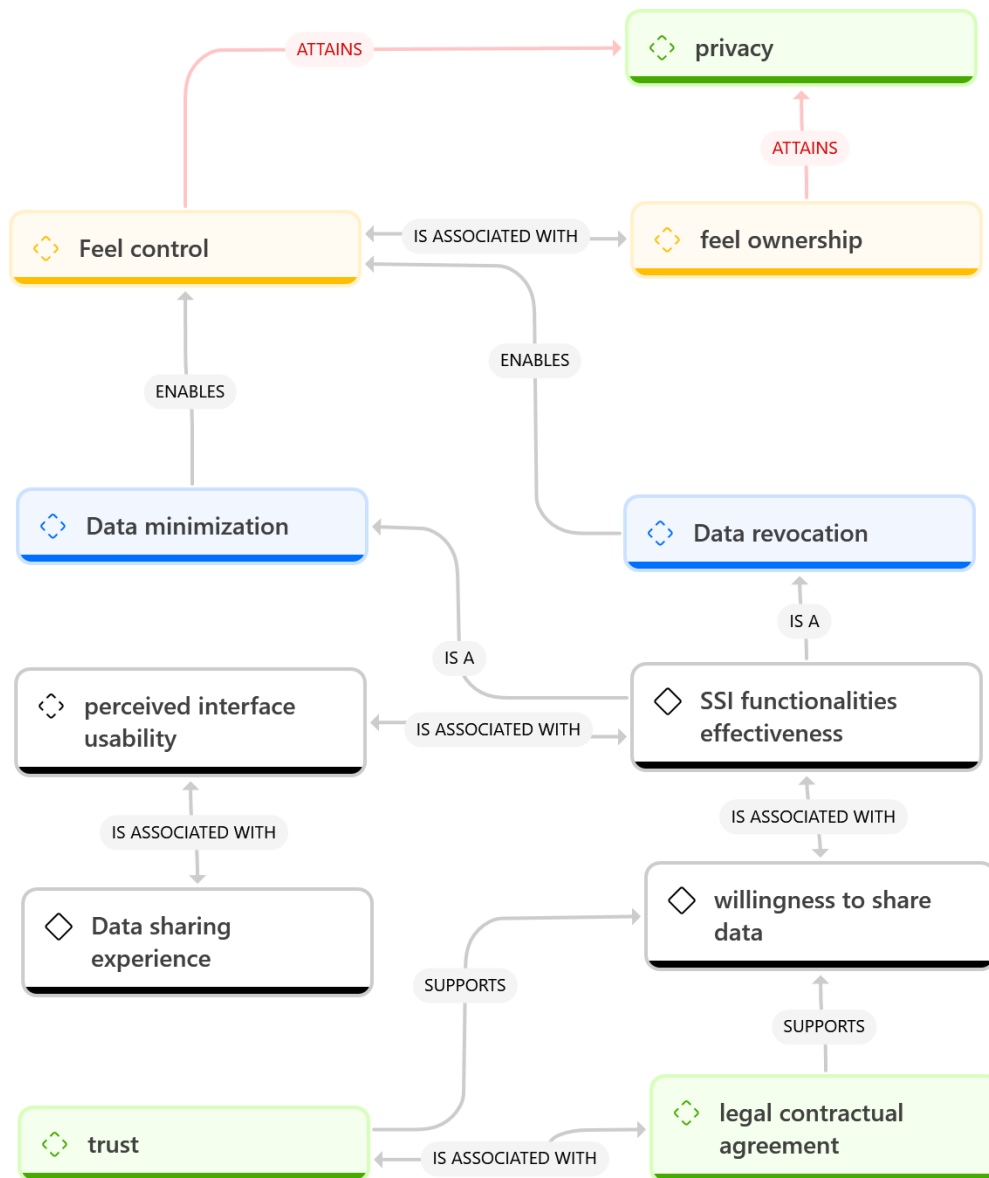 ATTAINS
privacy
ATTAINS
Feel control
IS ASSOCIATED WITH
feel ownership
ENABLES
ENABLES
Data minimization
Data revocation
IS A
IS A
perceived interface
usability
IS ASSOCIATED WITH
SSI functionalities
effectiveness
IS ASSOCIATED WITH
IS ASSOCIATED WITH
Data sharing
experience
willingness to share
data
SUPPORTS
SUPPORTS
trust
IS ASSOCIATED WITH
legal contractual
agreement